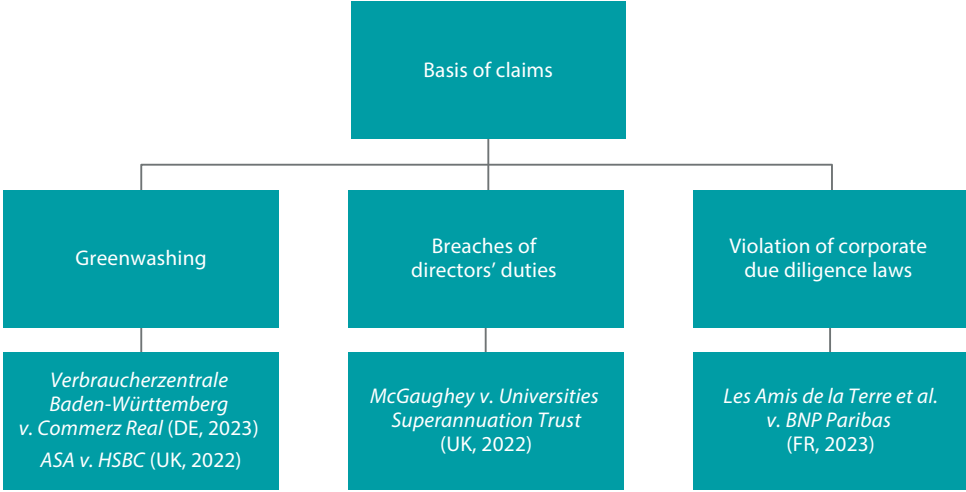 Basis of claims
Greenwashing
Breaches of
directors’ duties
Violation of corporate
due diligence laws
Verbraucherzentrale
Baden-Württemberg
v. Commerz Real (DE, 2023)
ASA v. HSBC (UK, 2022)
McGaughey v. Universities
Superannuation Trust
(UK, 2022)
Les Amis de la Terre et al.
v. BNP Paribas
(FR, 2023)